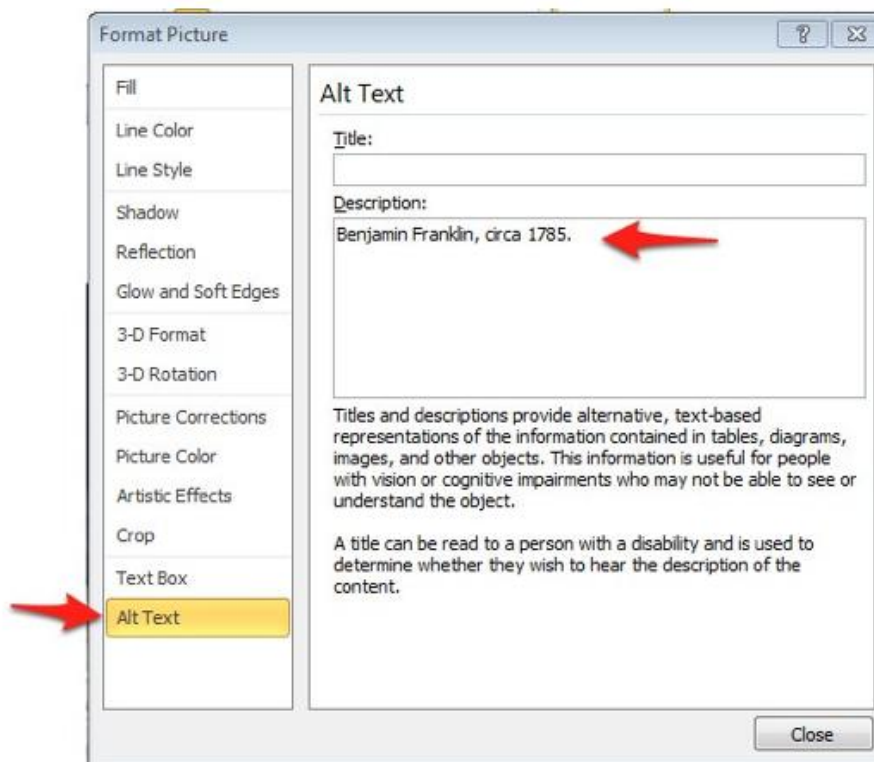 Format Picture
Fill
Line Color
Line Style
Shadow
Reflection
Glow and Soft Edges
3-D Format
3-D Rotation
Picture Corrections
Picture Color
Artistic Effects
Crop
Text Box
Alt Text
Alt Text
Title:
Description:
Benjamin Franklin, circa 1785.
Titles and descriptions provide alternative, text-based
representations of the information contained in tables, diagrams,
images, and other objects. This information is useful for people
with vision or cognitive impairments who may not be able to see or
understand the object.
A title can be read to a person with a disability and is used to
determine whether they wish to hear the description of the
content.
Close